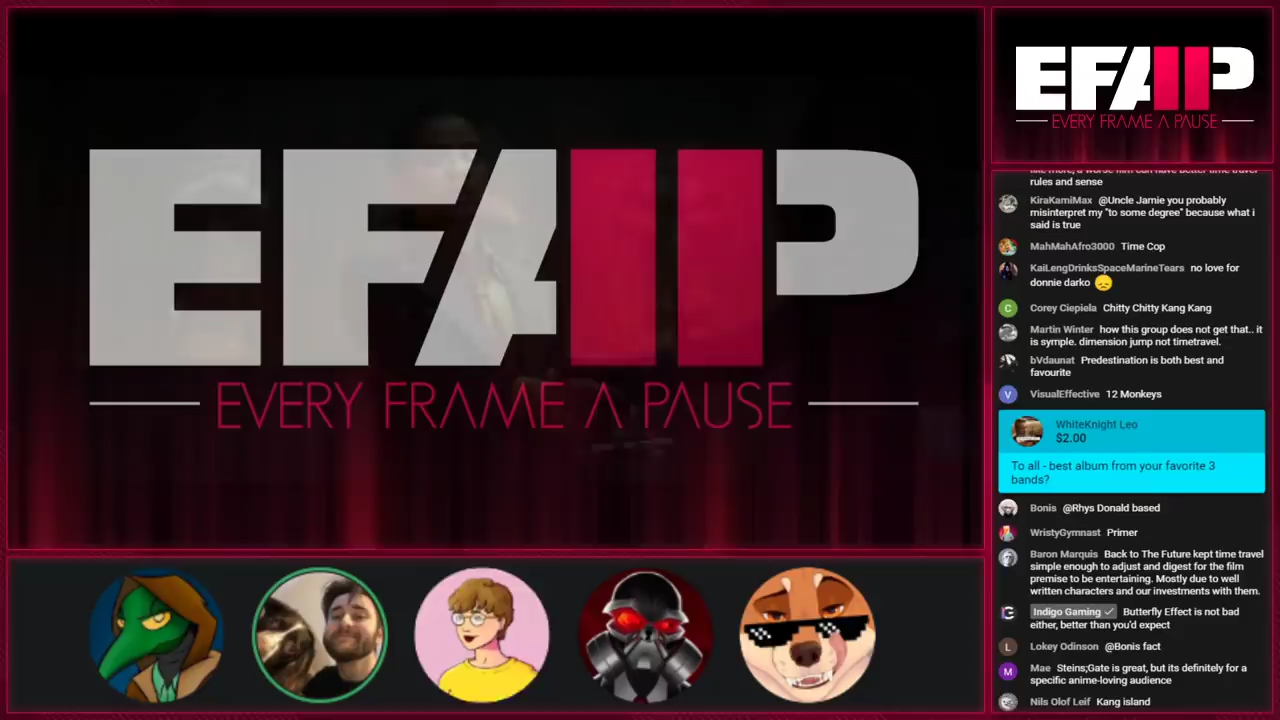 EFAP
EVERY FRAME A PAUSE
EFAP
EVERY FRAME A PAUSE
rules and sense
KiraKamiMax @Uncle Jamie you probably
misinterpret my "to some degree" because what i
said is true
MahMahAfro3000 Time Cop
KaiLengDrinksSpaceMarineTears no love for
donnie darko
C Corey Ciepiela Chitty Chitty Kang Kang
Martin Winter how this group does not get that.. it
is symple. dimension jump not timetravel.
bVdaunat Predestination is both best and
favourite
V VisualEffective 12 Monkeys
WhiteKnight Leo
$2.00
To all - best album from your favorite 3
bands?
Bonis @Rhys Donald based
WristyGymnast Primer
Baron Marquis Back to The Future kept time travel
simple enough to adjust and digest for the film
premise to be entertaining. Mostly due to well
written characters and our investments with them.
Indigo Gaming Butterfly Effect is not bad
either, better than you'd expect
L Lokey Odinson @Bonis fact
M Mae Steins;Gate is great, but its definitely for a
specific anime-loving audience
Nils Olof Leif Kang island